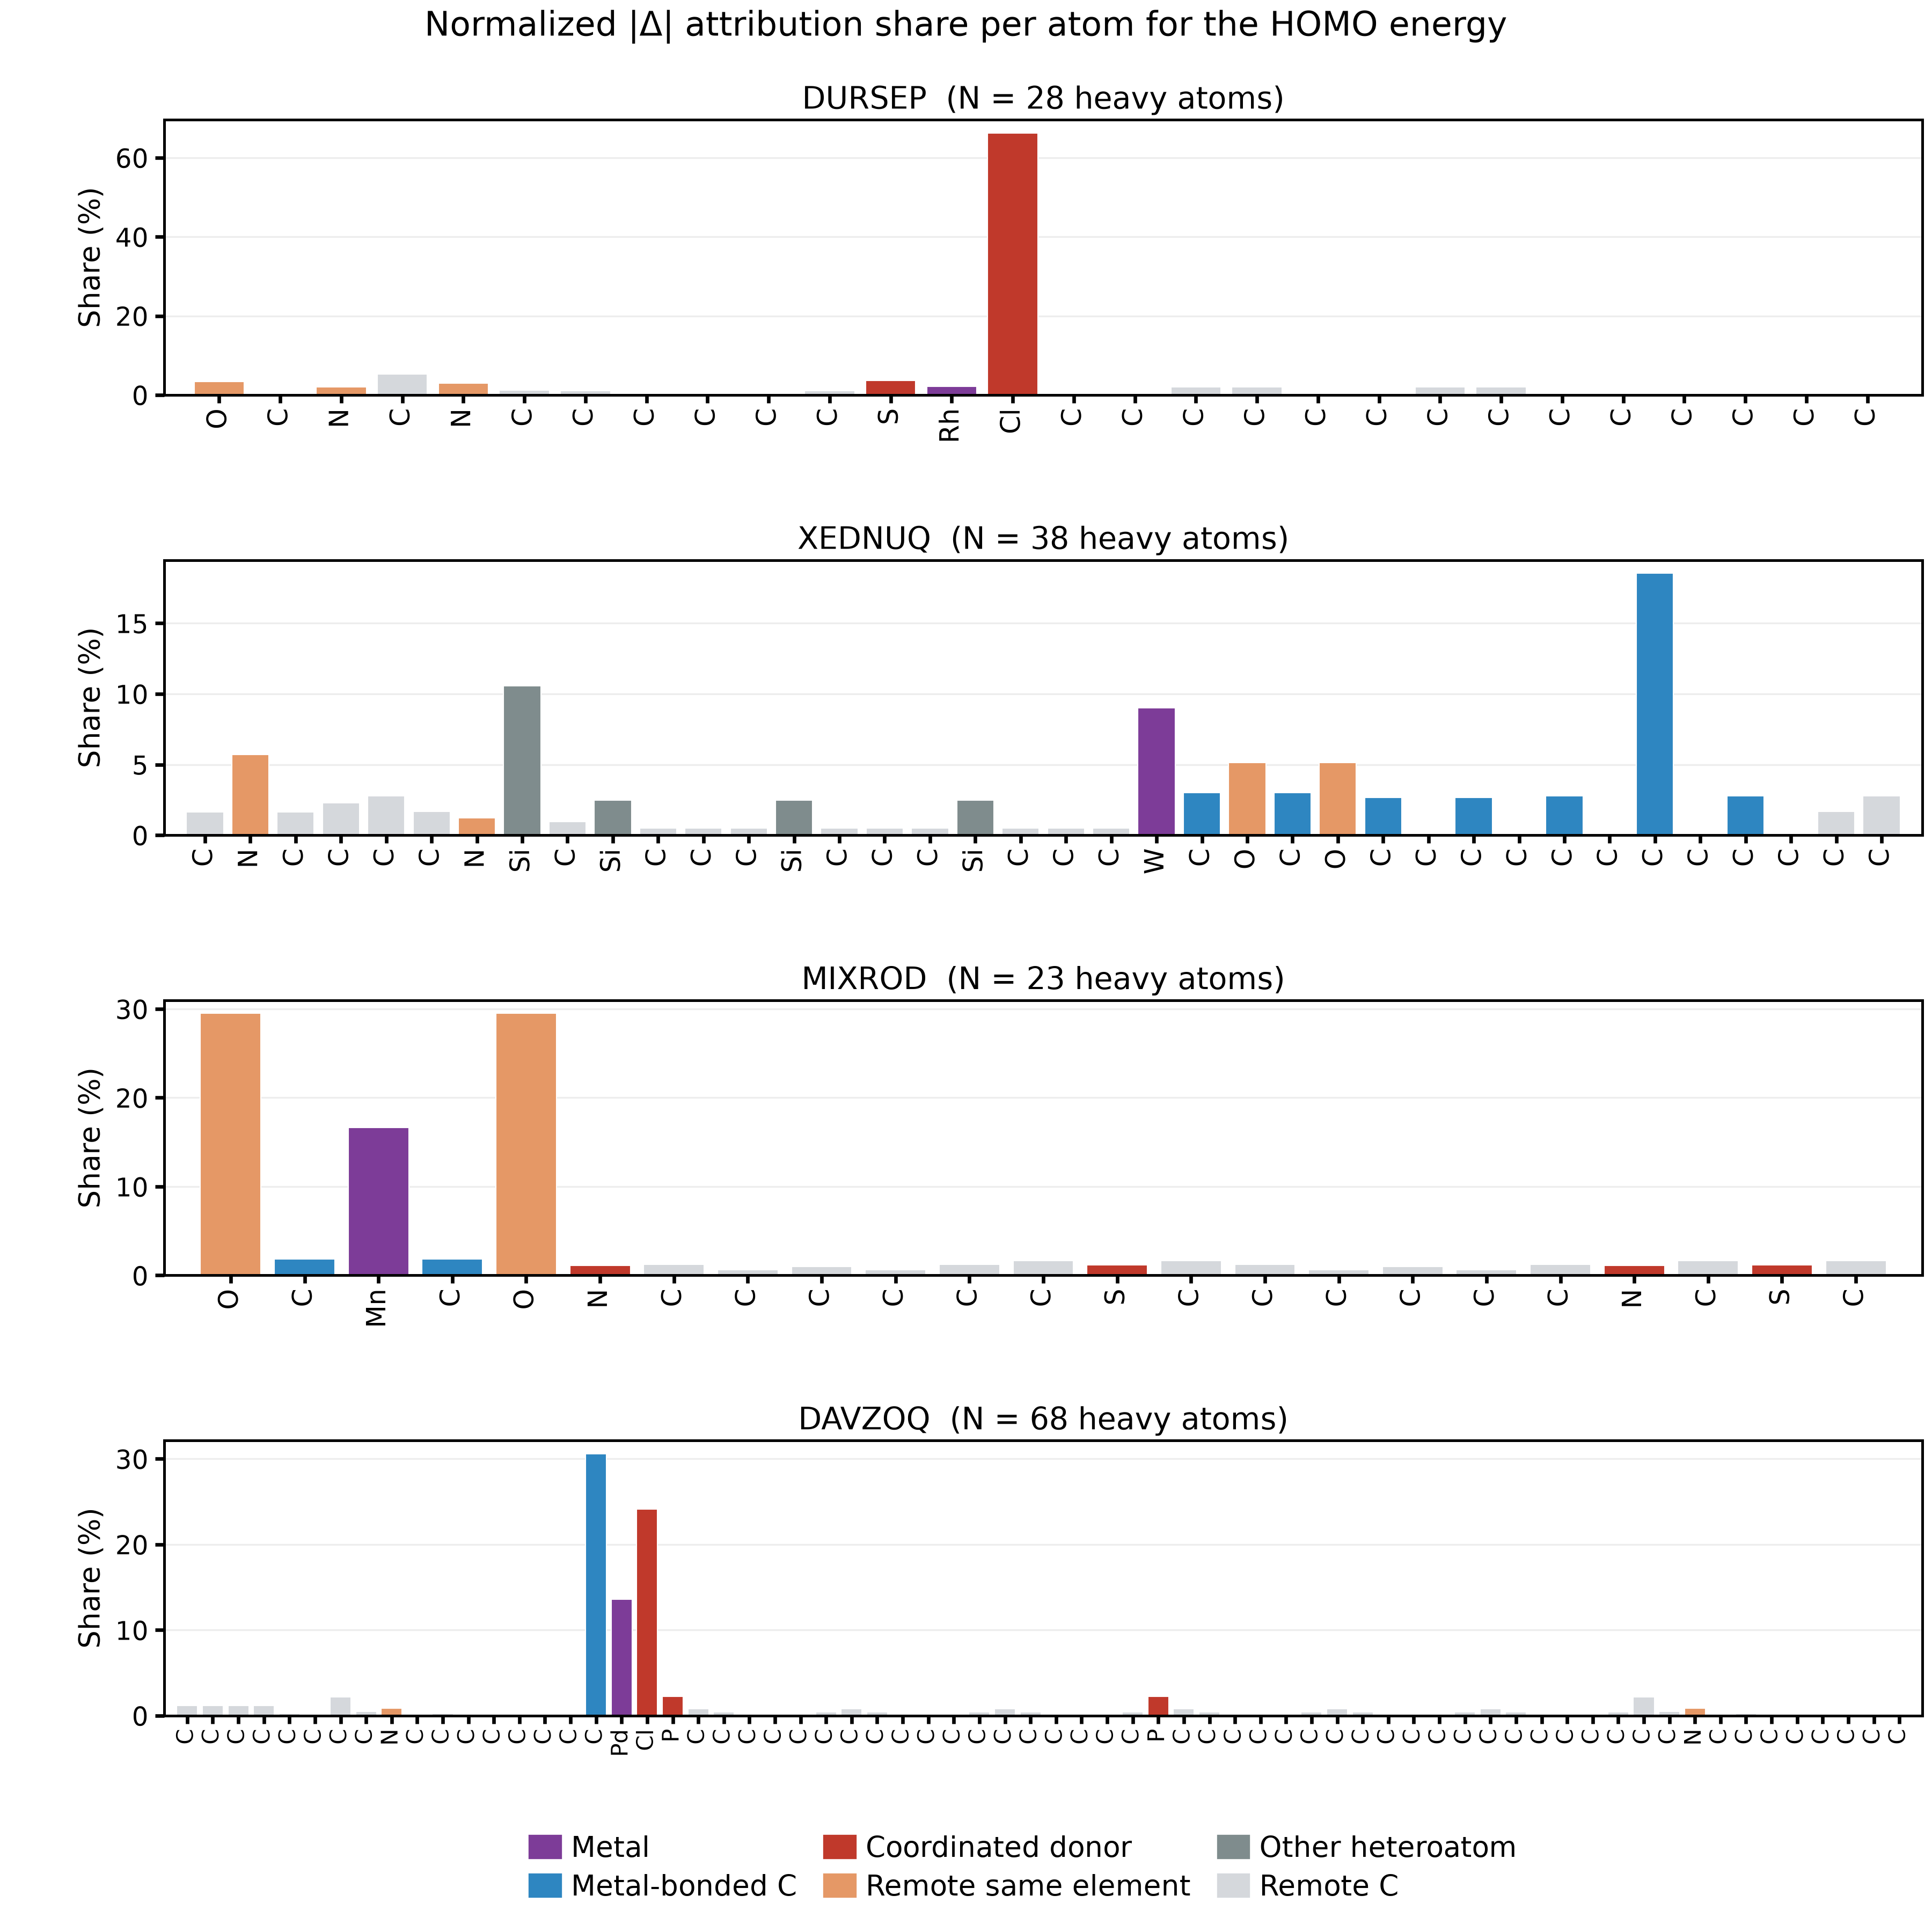 Normalized |Δ| attribution share per atom for the HOMO energy
DURSEP (N = 28 heavy atoms)
Share (%)
60
40
20
0
O C N C N C C C C C C S Rh Cl C C C C C C C C C C C C C C
XEDNUQ (N = 38 heavy atoms)
Share (%)
15
10
5
0
C N C C C C N Si C Si C C C Si C C C Si C C C W C O C O C C C C C C C C C C C C
MIXROD (N = 23 heavy atoms)
Share (%)
30
20
10
0
O C Mn C O N C C C C C C S C C C C C C N C S C
DAVZOQ (N = 68 heavy atoms)
Share (%)
30
20
10
0
C C C C C C C C N C C C C C C C C Pd Cl P C C C C C C C C C C C C C C C C C C P C C C C C C C C C C C C C C C C C C C C N C C C C C C C C
Metal
Coordinated donor
Other heteroatom
Metal-bonded C
Remote same element
Remote C